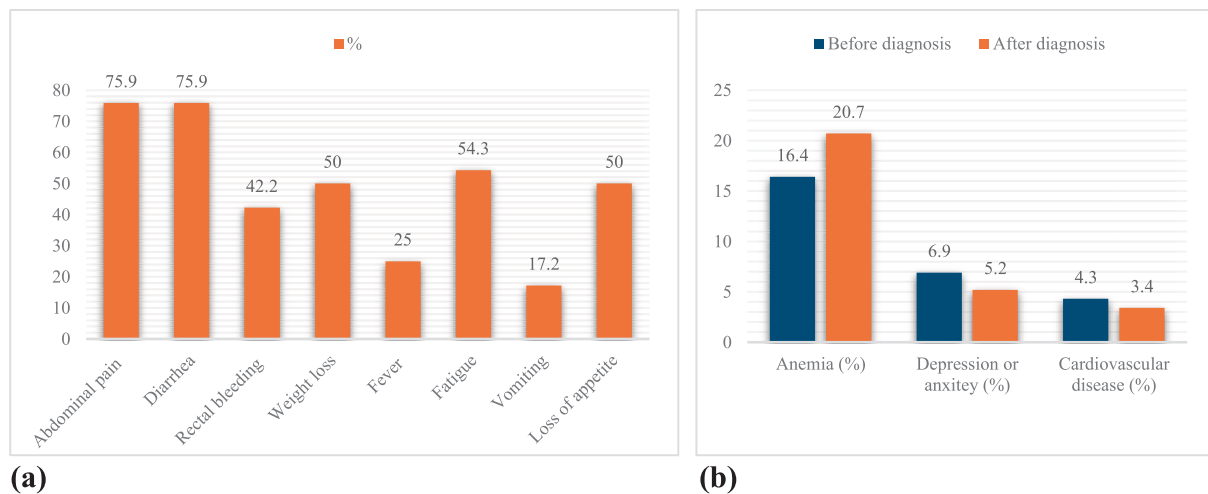 %
75.9
75.9
42.2
50
25
54.3
17.2
50
80
70
60
50
40
30
20
10
0
Abdominal pain
Diarrhea
Rectal bleeding
Weight loss
Fever
Fatigue
Vomiting
Loss of appetite
(a)
Before diagnosis
After diagnosis
25
20
15
10
5
0
16.4
20.7
6.9
5.2
4.3
3.4
Anemia (%)
Depression or
anxitey (%)
Cardiovascular
disease (%)
(b)